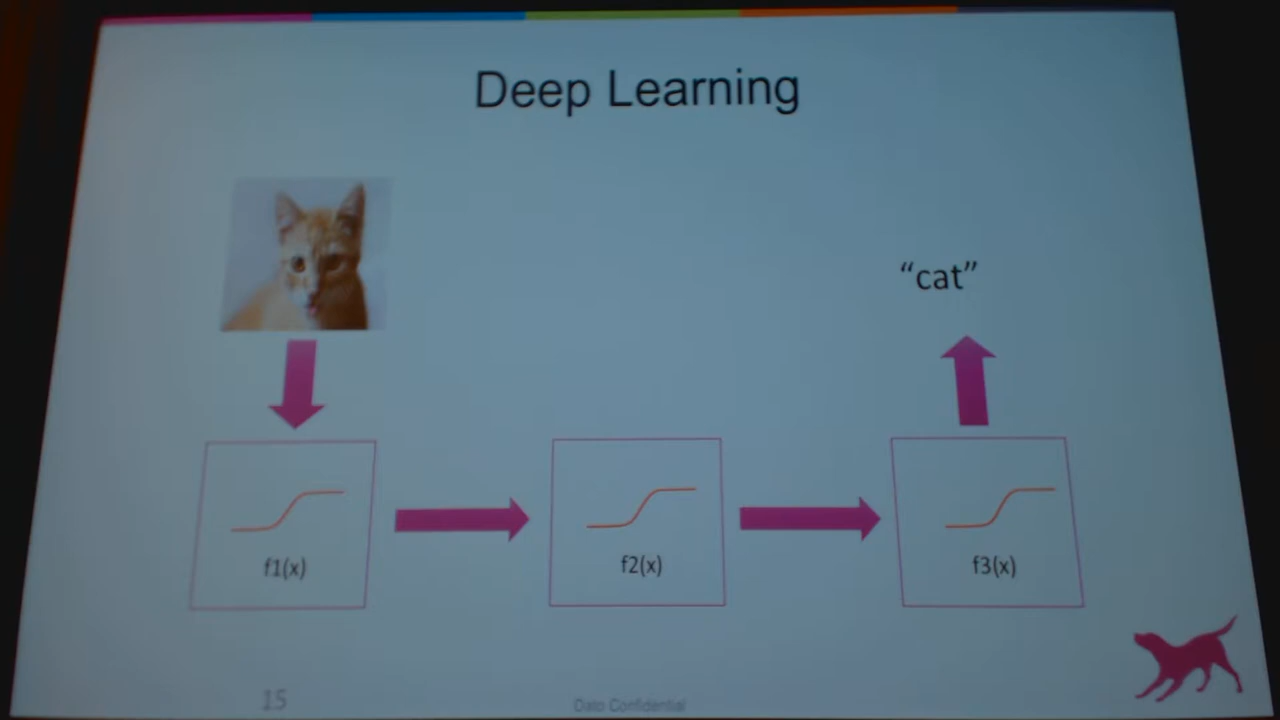 Deep Learning
“cat”
f1(x)
f2(x)
f3(x)
15
Dato Confidential